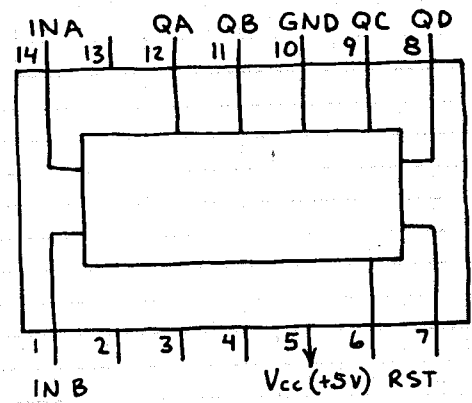 INA QA QB GND QC QD
14 13 12 11 10 9 8
1 2 3 4 5 6 7
IN B Vcc (+5V) RST